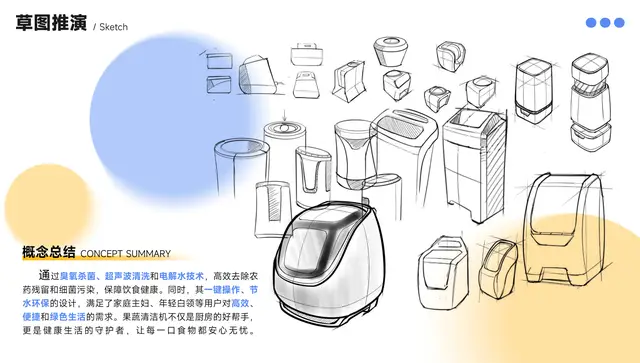 草图推演 / Sketch
概念总结 CONCEPT SUMMARY
通过臭氧杀菌、超声波清洗和电解水技术，高效去除农
药残留和细菌污染，保障饮食健康。同时，其一键操作、节
水环保的设计，满足了家庭主妇、年轻白领等用户对高效、
便捷和绿色生活的需求。果蔬清洁机不仅是厨房的好帮手，
更是健康生活的守护者，让每一口食物都安心无忧。